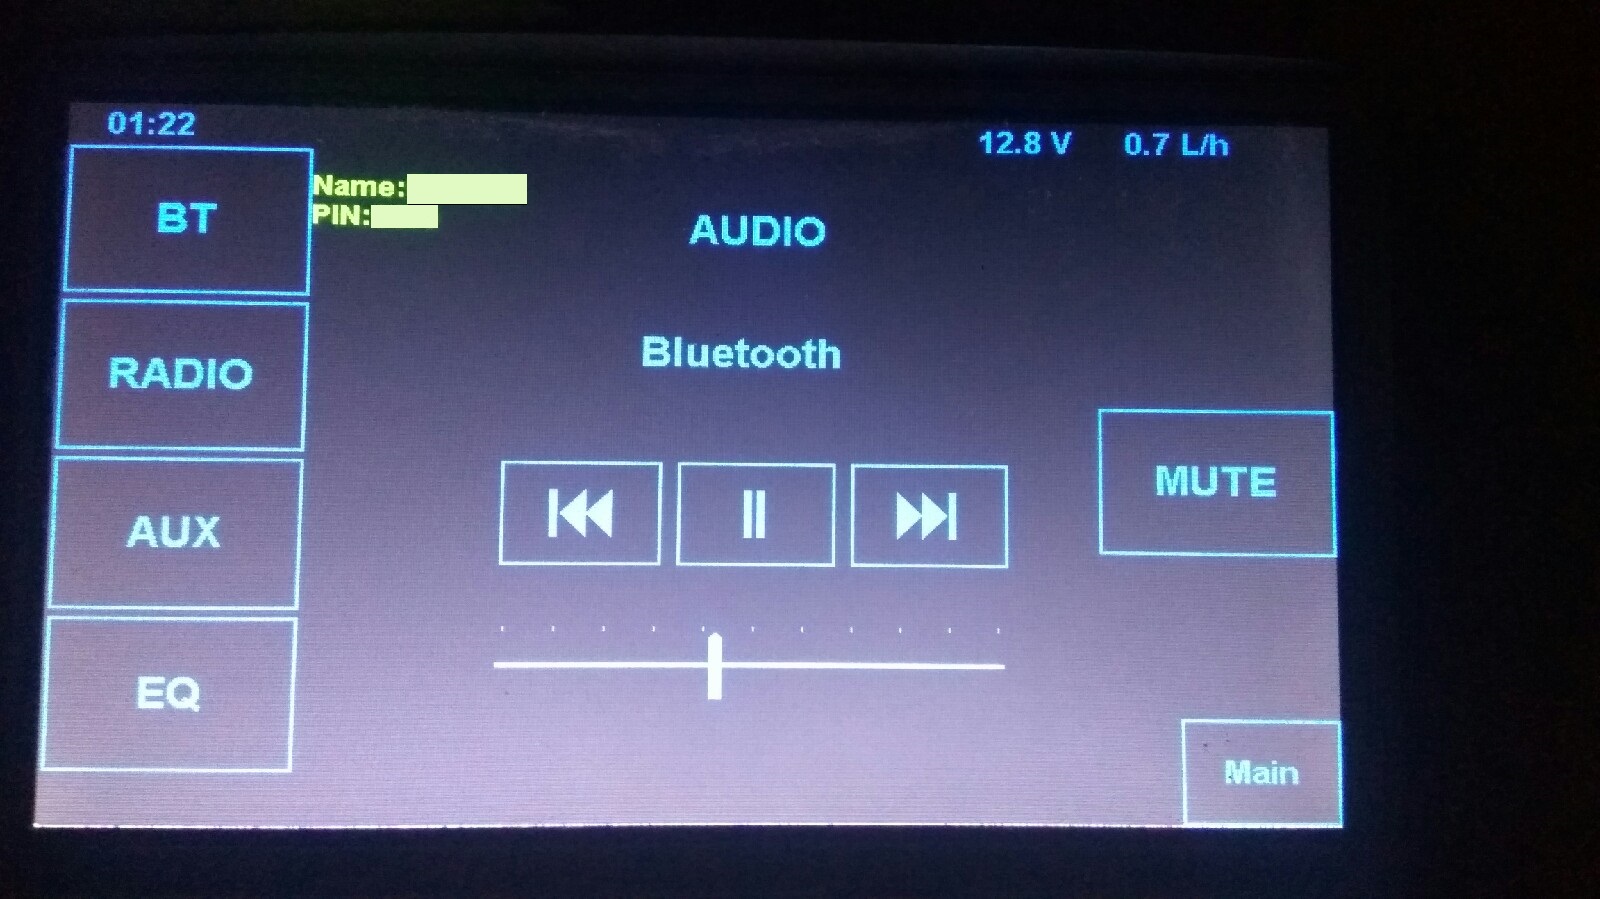 01:22
12.8 V 0.7 L/h
BT
Name:
PIN:
AUDIO
RADIO
Bluetooth
MUTE
AUX
EQ
Main